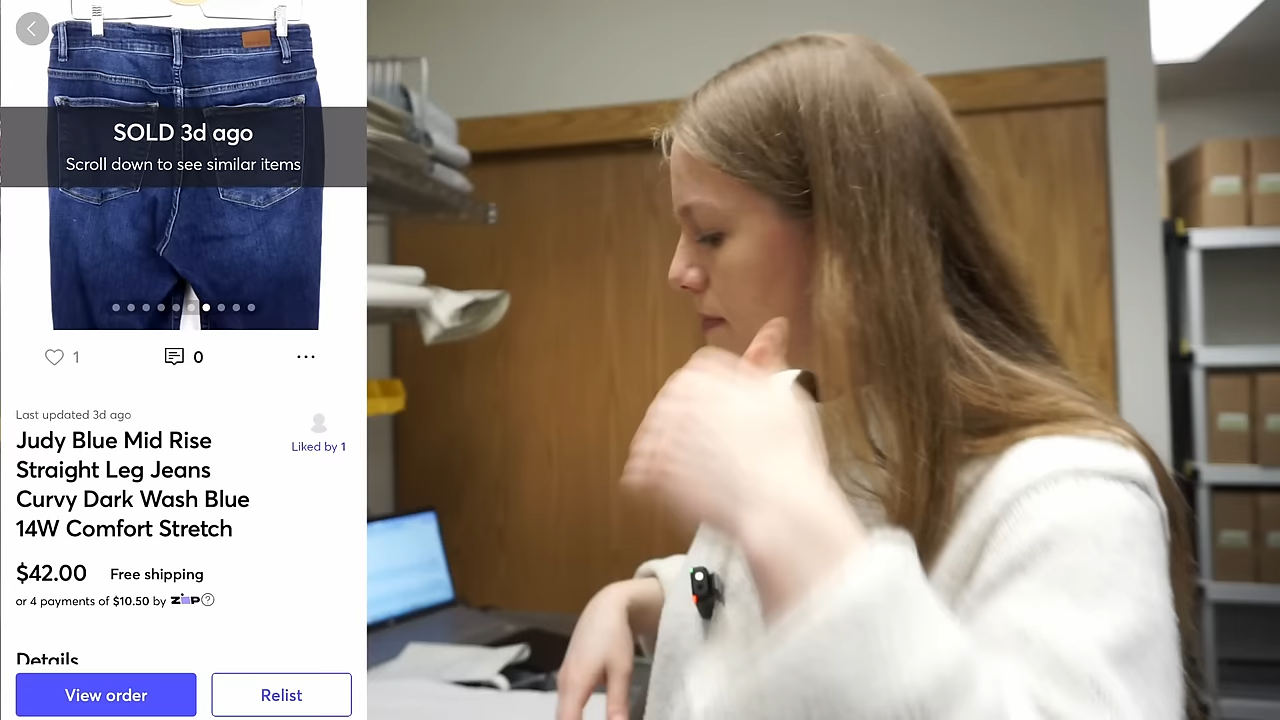 SOLD 3d ago
Scroll down to see similar items
1
0
Last updated 3d ago
Judy Blue Mid Rise
Straight Leg Jeans
Curvy Dark Wash Blue
14W Comfort Stretch
Liked by 1
$42.00 Free shipping
or 4 payments of $10.50 by ZIP ?
Details
View order
Relist